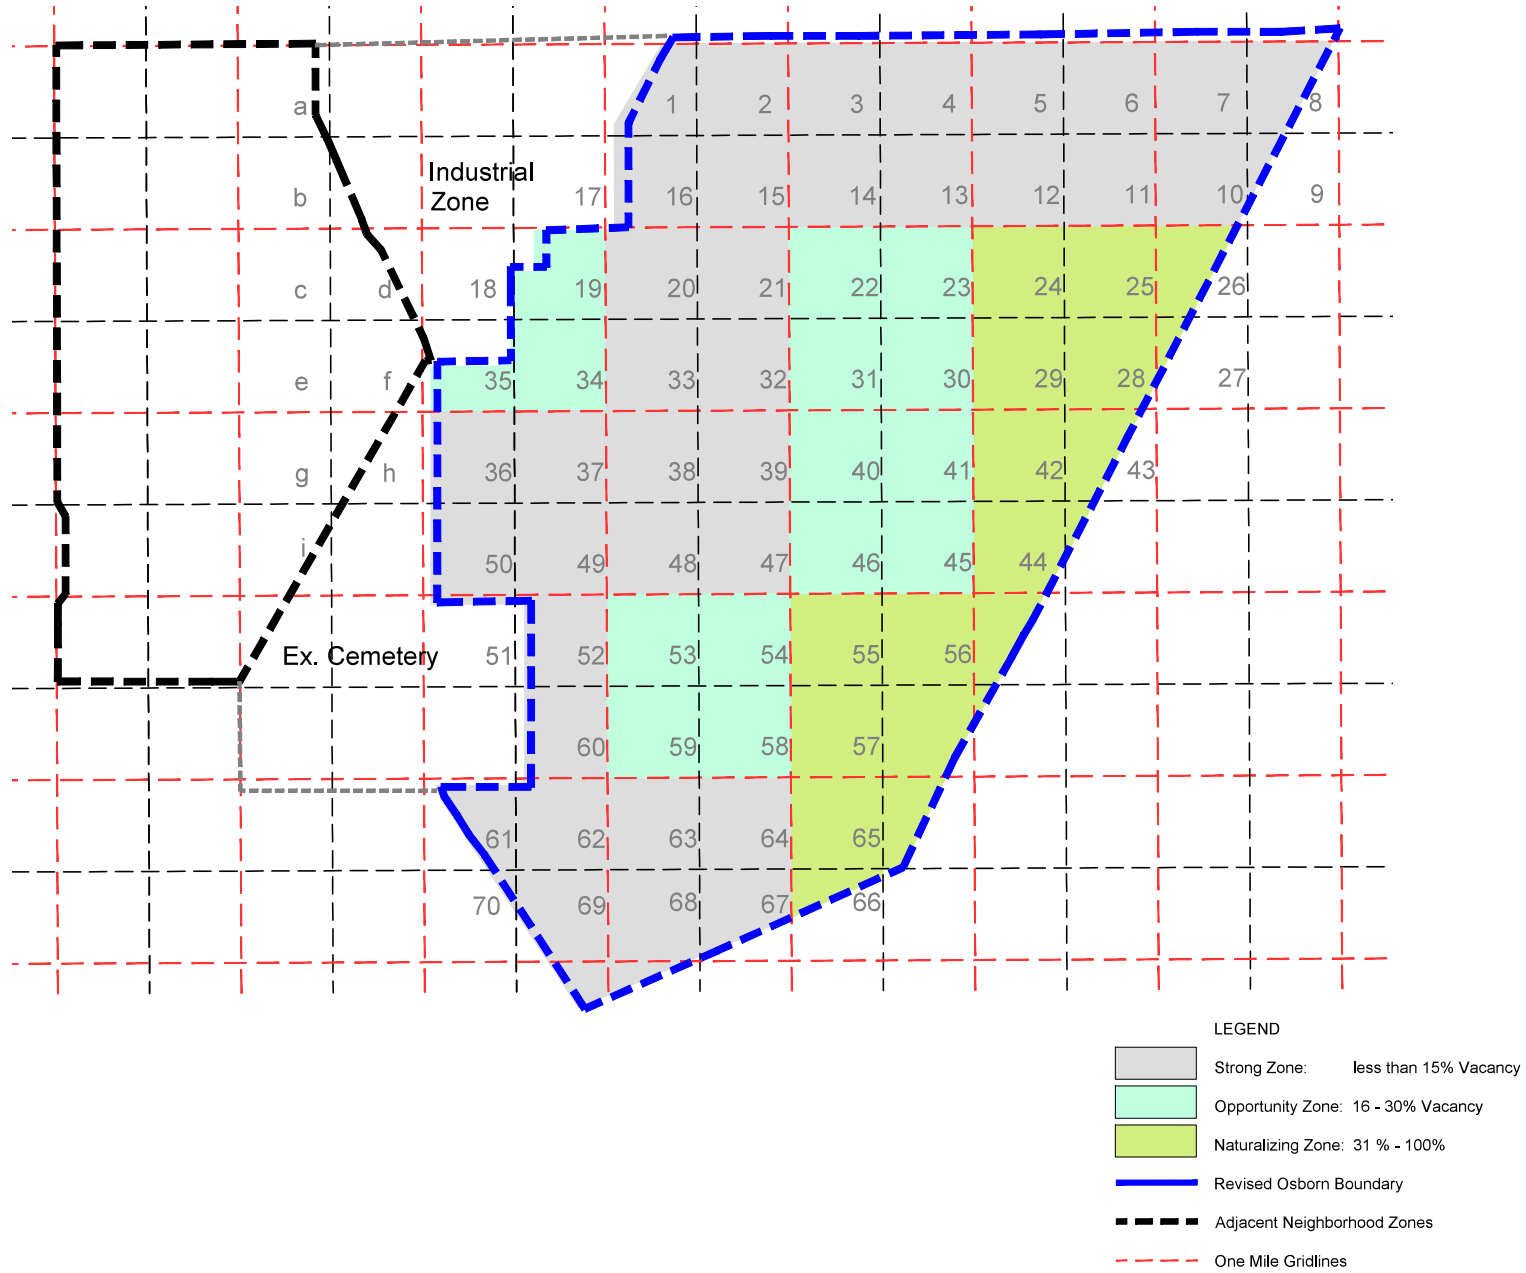 a 1 2 3 4 5 6 7 8
Industrial
Zone
b 17 16 15 14 13 12 11 10 9
c d 18 19 20 21 22 23 24 25 26
e f 35 34 33 32 31 30 29 28 27
g h 36 37 38 39 40 41 42 43
i 50 49 48 47 46 45 44
Ex. Cemetery 51 52 53 54 55 56
60 59 58 57
61 62 63 64 65
70 69 68 67 66
LEGEND
Strong Zone: less than 15% Vacancy
Opportunity Zone: 16 - 30% Vacancy
Naturalizing Zone: 31 % - 100%
Revised Osborn Boundary
Adjacent Neighborhood Zones
One Mile Gridlines